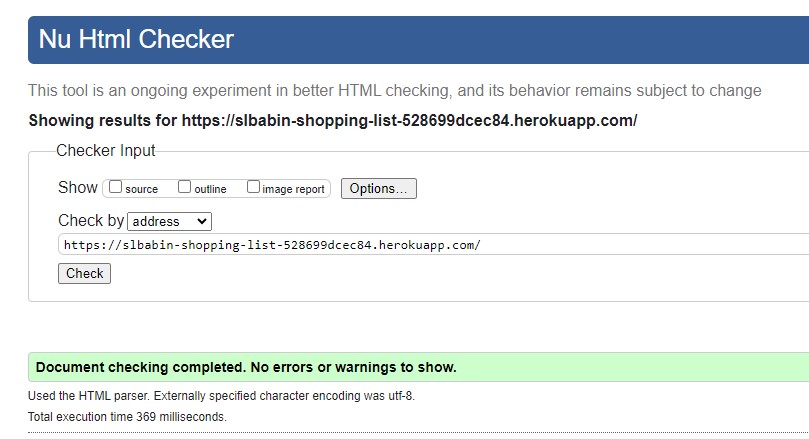 Nu Html Checker
This tool is an ongoing experiment in better HTML checking, and its behavior remains subject to change
Showing results for https://slbabin-shopping-list-528699dcec84.herokuapp.com/
Checker Input
Show source outline image report Options...
Check by address
https://slbabin-shopping-list-528699dcec84.herokuapp.com/
Check
Document checking completed. No errors or warnings to show.
Used the HTML parser. Externally specified character encoding was utf-8.
Total execution time 369 milliseconds.